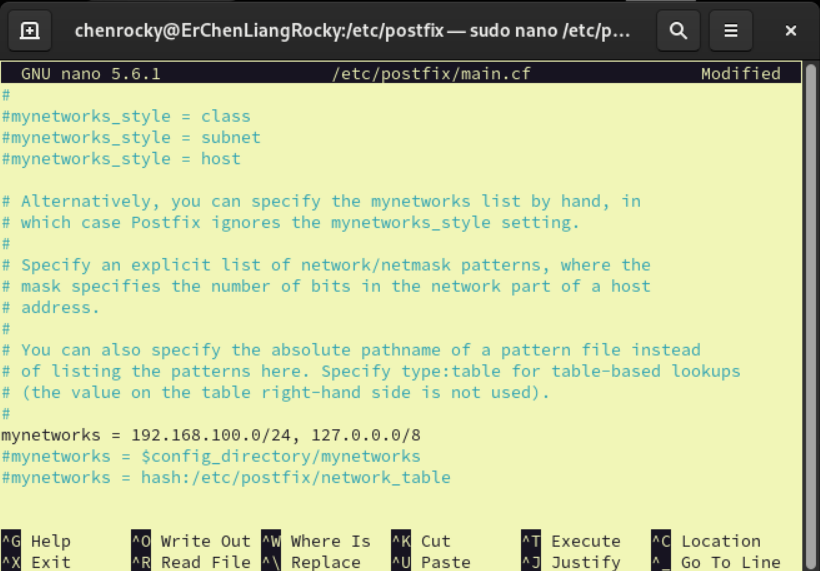 chenrocky@ErChenLiangRocky:/etc/postfix — sudo nano /etc/p...
GNU nano 5.6.1 /etc/postfix/main.cf Modified
#
#mynetworks_style = class
#mynetworks_style = subnet
#mynetworks_style = host
# Alternatively, you can specify the mynetworks list by hand, in
# which case Postfix ignores the mynetworks_style setting.
#
# Specify an explicit list of network/netmask patterns, where the
# mask specifies the number of bits in the network part of a host
# address.
#
# You can also specify the absolute pathname of a pattern file instead
# of listing the patterns here. Specify type:table for table-based lookups
# (the value on the table right-hand side is not used).
#
mynetworks = 192.168.100.0/24, 127.0.0.0/8
#mynetworks = $config_directory/mynetworks
#mynetworks = hash:/etc/postfix/network_table
^G Help ^O Write Out ^W Where Is ^K Cut ^T Execute ^C Location
^X Exit ^R Read File ^\ Replace ^U Paste ^J Justify ^_ Go To Line